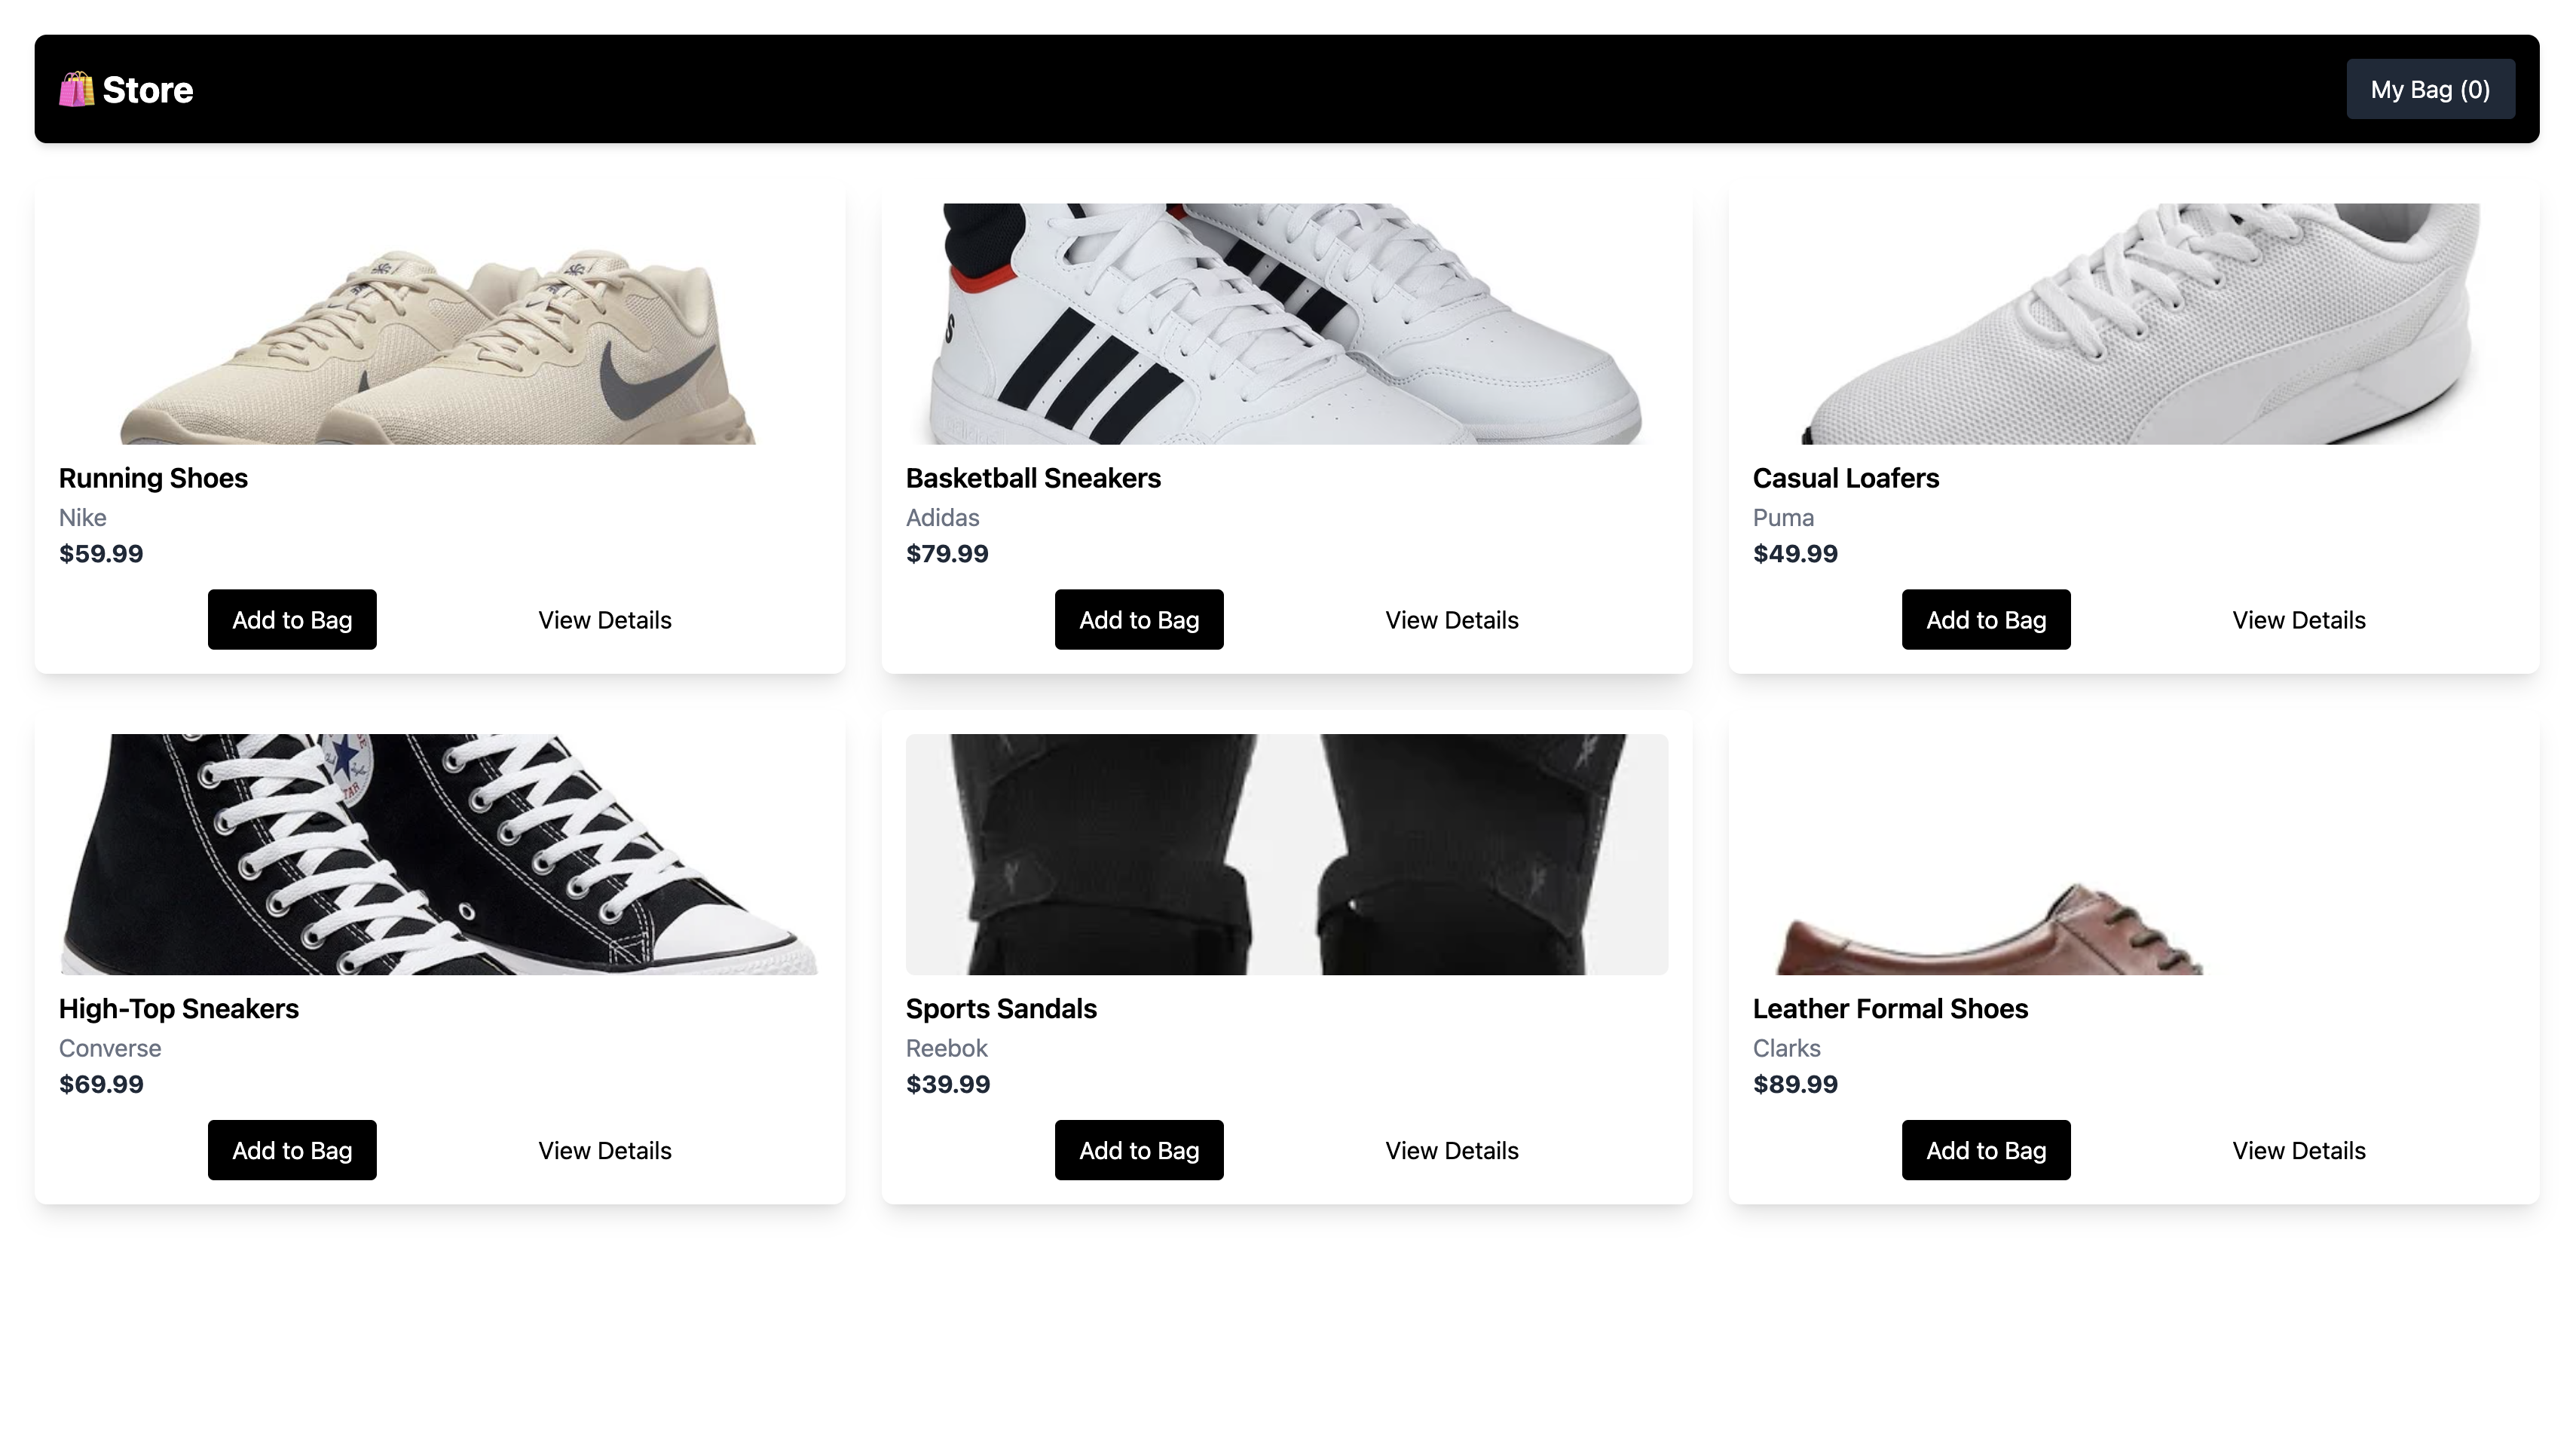 Store
My Bag (0)
Running Shoes
Nike
$59.99
Add to Bag
View Details
Basketball Sneakers
Adidas
$79.99
Add to Bag
View Details
Casual Loafers
Puma
$49.99
Add to Bag
View Details
High-Top Sneakers
Converse
$69.99
Add to Bag
View Details
Sports Sandals
Reebok
$39.99
Add to Bag
View Details
Leather Formal Shoes
Clarks
$89.99
Add to Bag
View Details